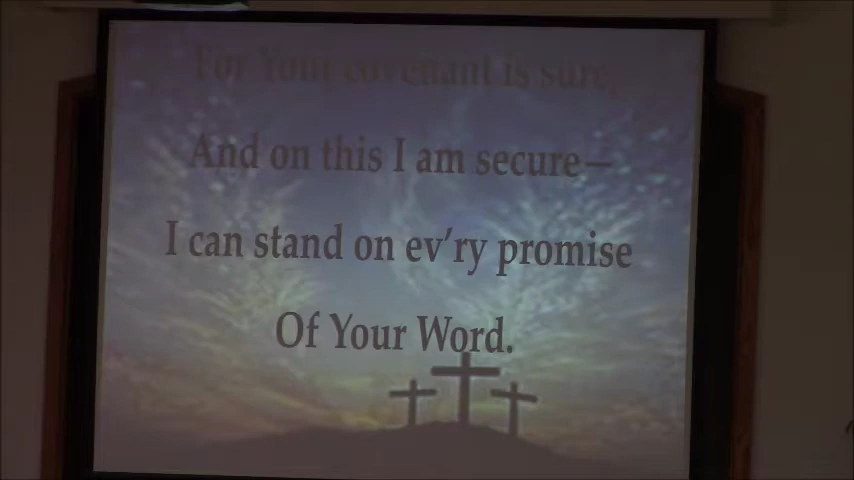 For Your covenant is sure,
And on this I am secure—
I can stand on ev'ry promise
Of Your Word.